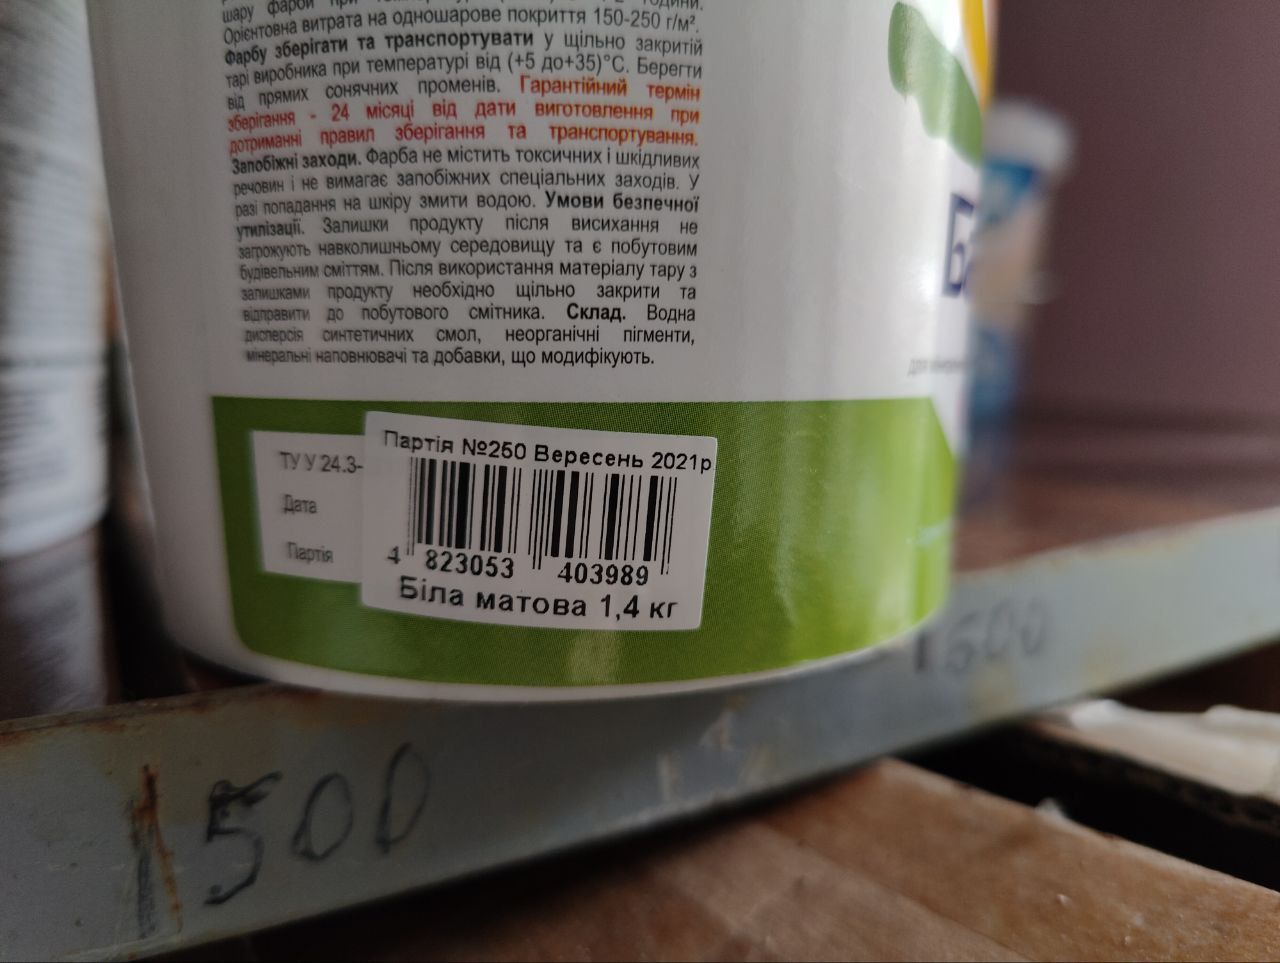 шару фарби при
Орієнтовна витрата на одношарове покриття 150-250 г/м².
Фарбу зберігати та транспортувати у щільно закритій
тарі виробника при температурі від (+5 до+35)°С. Берегти
від прямих сонячних променів. Гарантійний термін
зберігання - 24 місяці від дати виготовлення при
дотриманні правил зберігання та транспортування.
Запобіжні заходи. Фарба не містить токсичних і шкідливих
речовин і не вимагає запобіжних спеціальних заходів. У
разі попадання на шкіру змити водою. Умови безпечної
утилізації. Залишки продукту після висихання не
загрожують навколишньому середовищу та є побутовим
будівельним сміттям. Після використання матеріалу тару з
залишками продукту необхідно щільно закрити та
відправити до побутового смітника. Склад. Водна
дисперсія синтетичних смол, неорганічні пігменти,
мінеральні наповнювачі та добавки, що модифікують.
ТУ У 24.3-
Дата
Партія
Партія №250 Вересень 2021р
4 823053 403989
Біла матова 1,4 кг
1500
1500